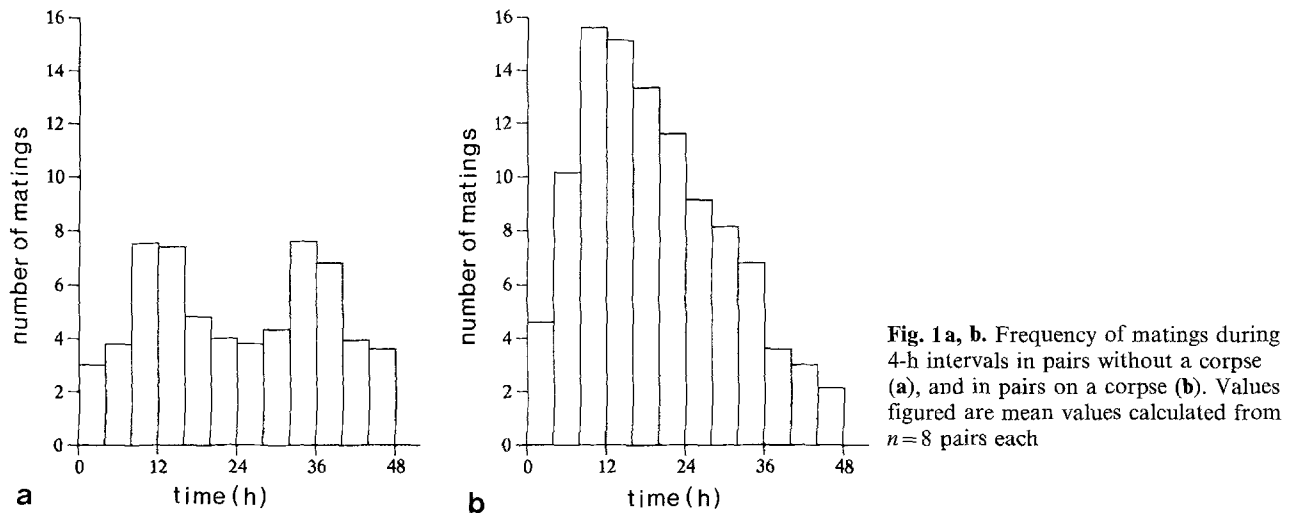 16
14
12
10
8
6
4
2
0
number of matings
0 12 24 36 48
time (h)
a
16
14
12
10
8
6
4
2
0
number of matings
0 12 24 36 48
time (h)
b
Fig. 1a, b. Frequency of matings during
4-h intervals in pairs without a corpse
(a), and in pairs on a corpse (b). Values
figured are mean values calculated from
n=8 pairs each